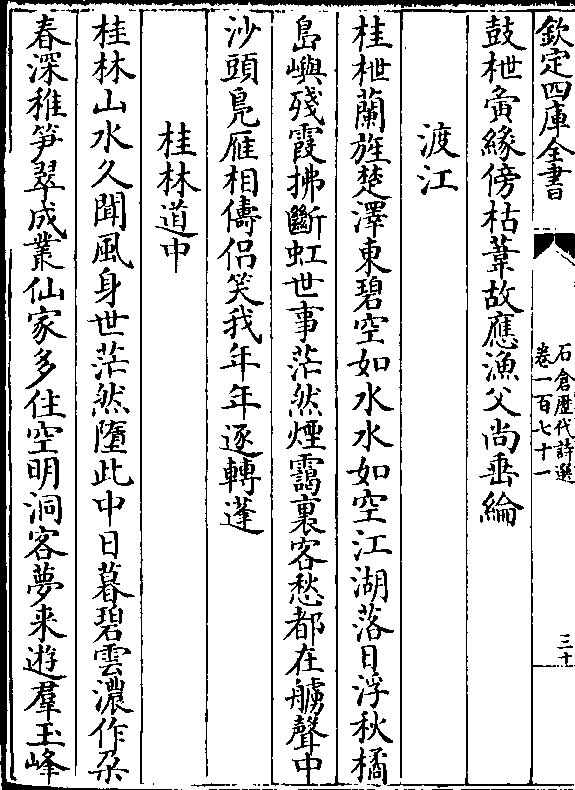 欽定四庫全書
石倉歷代詩選
卷一百七十一
三十
鼓枻夤緣傍枯葦故應漁父尚垂綸
渡江
桂枻蘭旌楚澤東碧空如水水如空江湖落日浮秋橘
島嶼殘霞拂斷虹世事茫然煙靄裏客愁都在艣聲中
沙頭鳧雁相儔侣笑我年年逐轉蓬
桂林道中
桂林山水久聞風身世茫然墮此中日暮碧雲濃作朶
春深稚笋翠成叢仙家多住空明洞客夢来遊羣玉峰